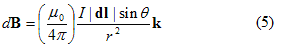 dB = (μ₀/4π) I | dl | sin θ / r² k (5)